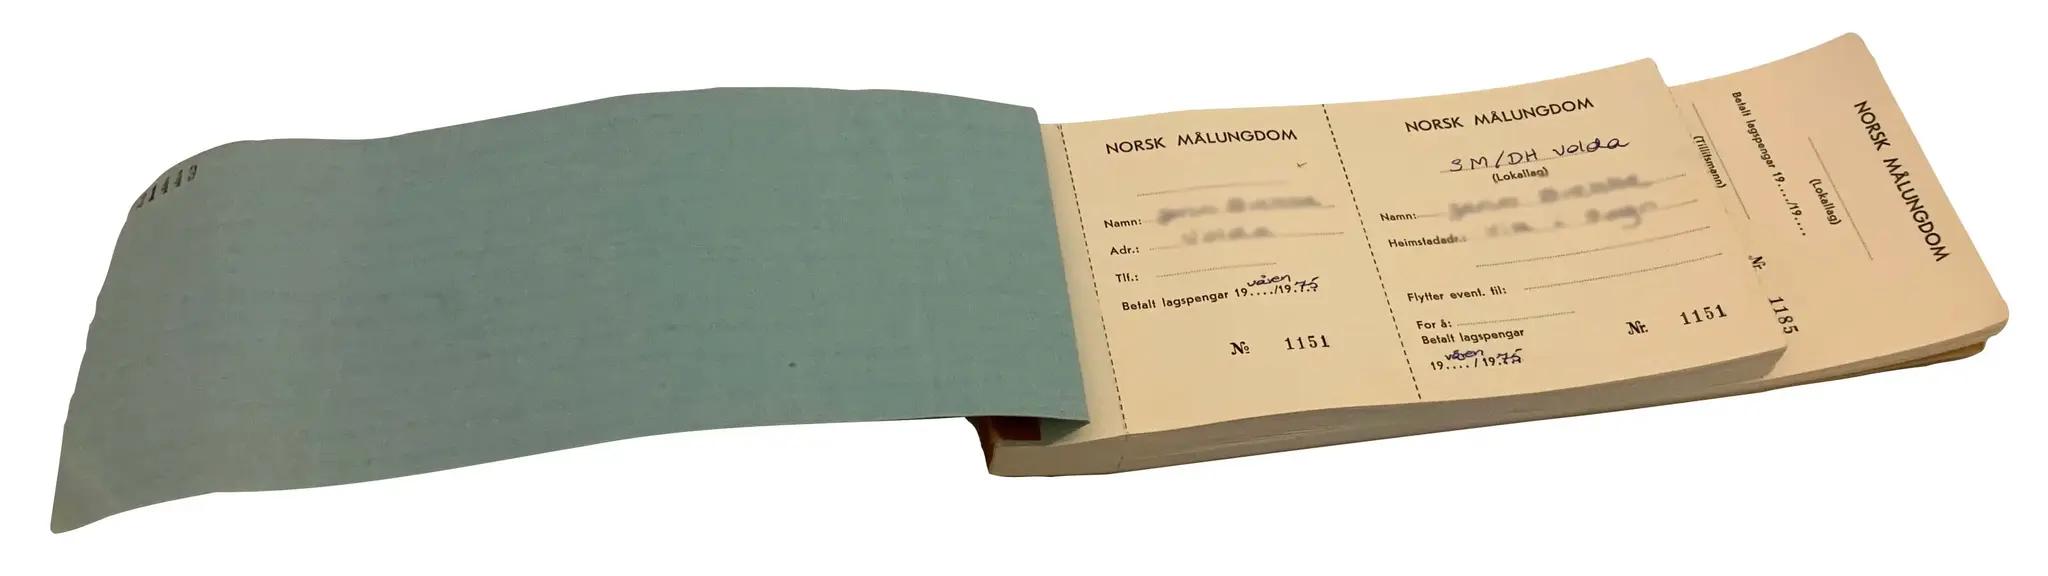 NORSK MÅLUNGDOM
Namn:
Adr.:
Tlf.:
Betalt lagspengar 19..../19.75
våren
№ 1151
NORSK MÅLUNGDOM
SM/DH Volda
(Lokallag)
Namn:
Heimstadadr.:
Flytter event. til:
For å:
Betalt lagspengar
våren
19..../19.75
Nr. 1151
(Tillitsmann)
Betalt lagspengar 19..../19....
Nr. 1185
(Lokallag)
NORSK MÅLUNGDOM